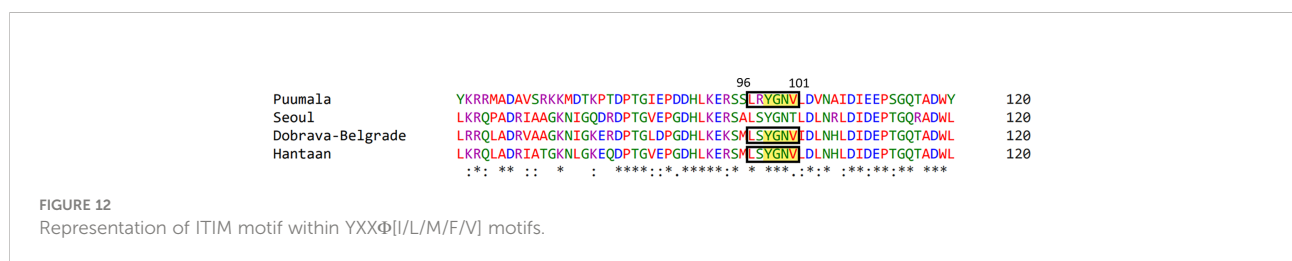 96 101
Puumala YKRRMADAVSRKKMDTKPTDPTGIEPDDHLKERSSLRYGNVLDVNAIDIEEPSGQTADWY 120
Seoul LKRQPADRIAAGKNIGQDRDPTGVEPGDHLKERSALSYGNTLDLNRLDIDEPTGQRADWL 120
Dobrava-Belgrade LRRQLADRVAAGKNIGKERDPTGLDPGDHLKEKSMLSYGNVIDLNHLDIDEPTGQTADWL 120
Hantaan LKRQLADRIATGKNLGKEQDPTGVEPGDHLKERSMLSYGNVLDLNHLDIDEPTGQTADWL 120
:*: ** :: * : ****::*.*****:* * ***.:*:* :**:**:** ***
FIGURE 12
Representation of ITIM motif within YXXΦ[I/L/M/F/V] motifs.